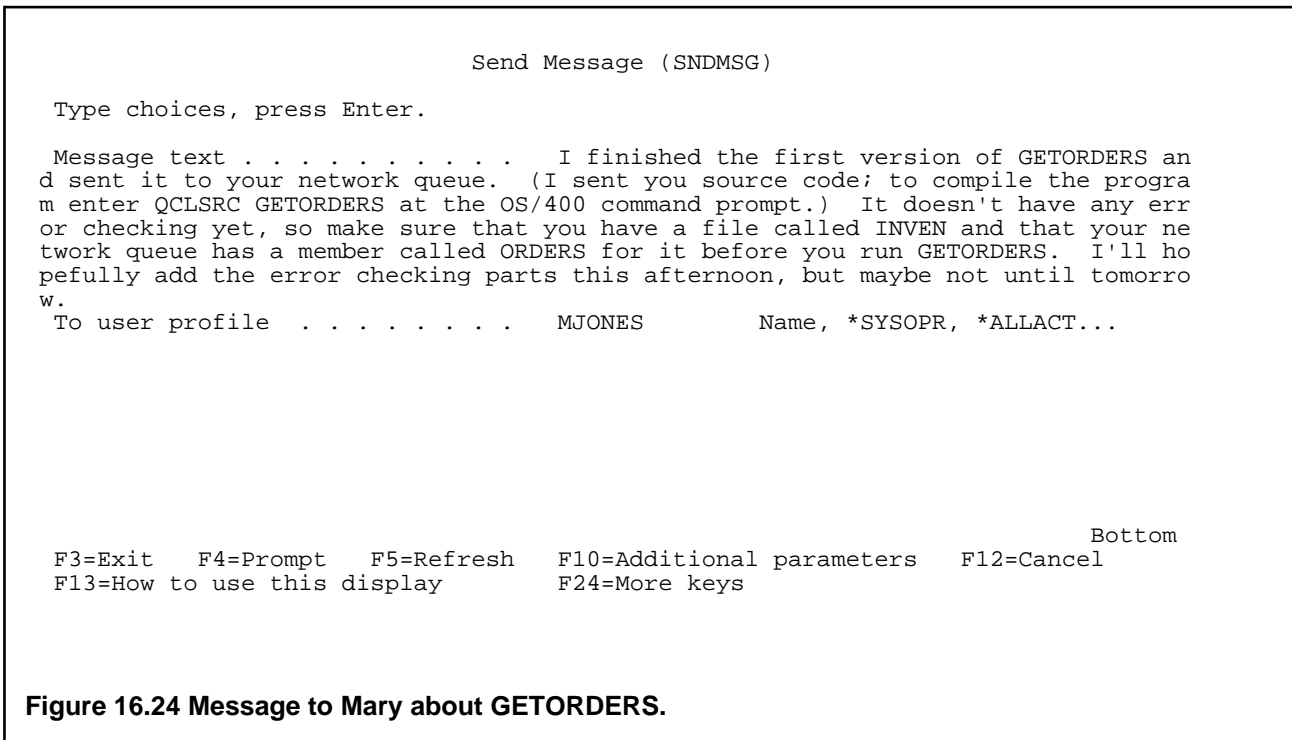 Send Message (SNDMSG)
Type choices, press Enter.
Message text . . . . . . . . . . I finished the first version of GETORDERS an
d sent it to your network queue. (I sent you source code; to compile the progra
m enter QCLSRC GETORDERS at the OS/400 command prompt.) It doesn't have any err
or checking yet, so make sure that you have a file called INVEN and that your ne
twork queue has a member called ORDERS for it before you run GETORDERS. I'll ho
pefully add the error checking parts this afternoon, but maybe not until tomorro
w.
To user profile . . . . . . . . MJONES Name, *SYSOPR, *ALLACT...
Bottom
F3=Exit F4=Prompt F5=Refresh F10=Additional parameters F12=Cancel
F13=How to use this display F24=More keys
Figure 16.24 Message to Mary about GETORDERS.